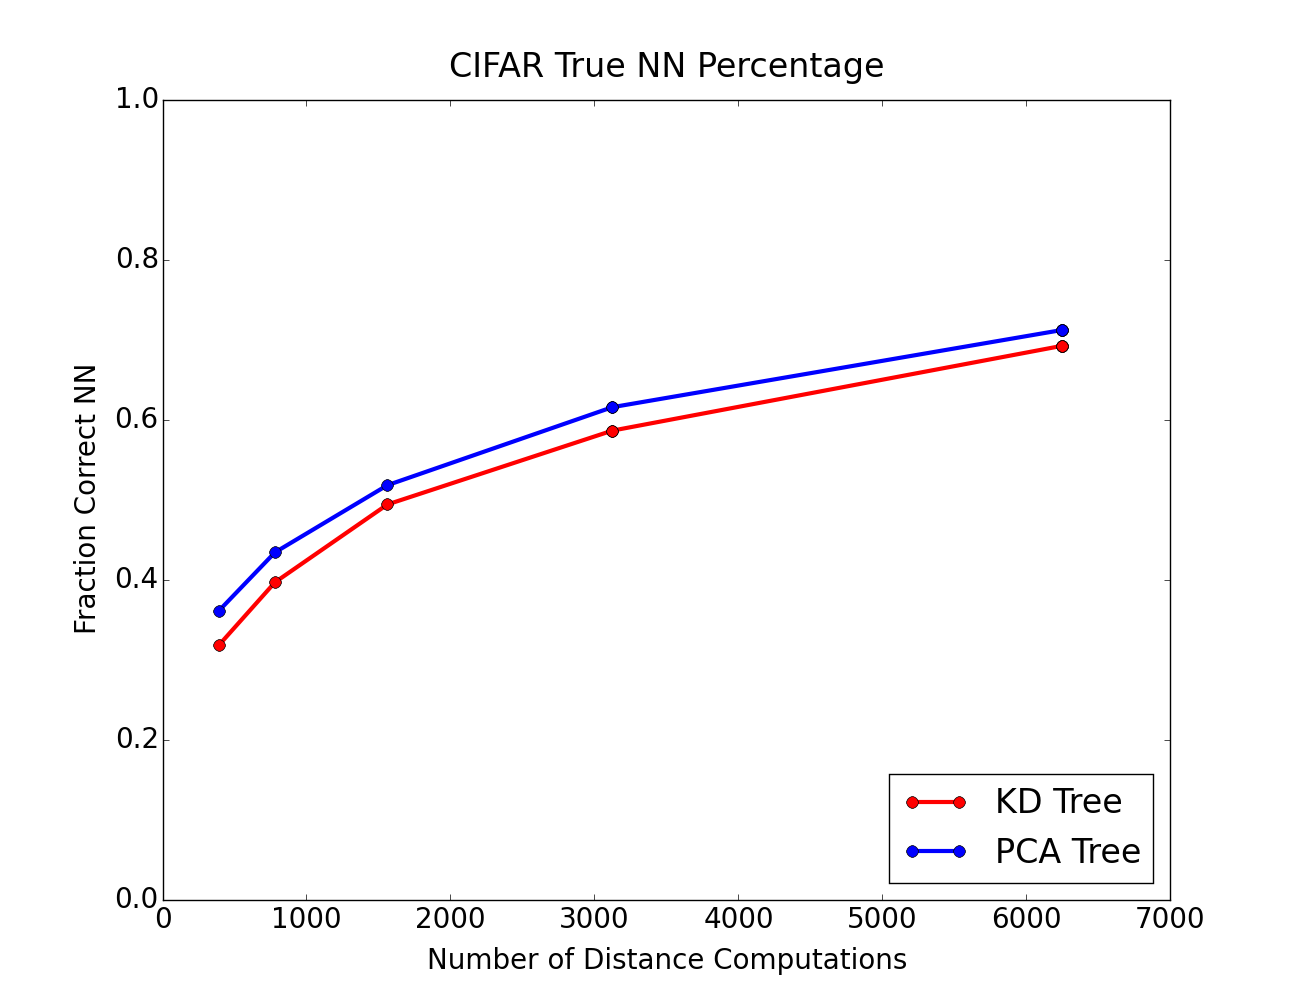 CIFAR True NN Percentage
1.0
0.8
0.6
0.4
0.2
0.0
Fraction Correct NN
KD Tree
PCA Tree
0 1000 2000 3000 4000 5000 6000 7000
Number of Distance Computations